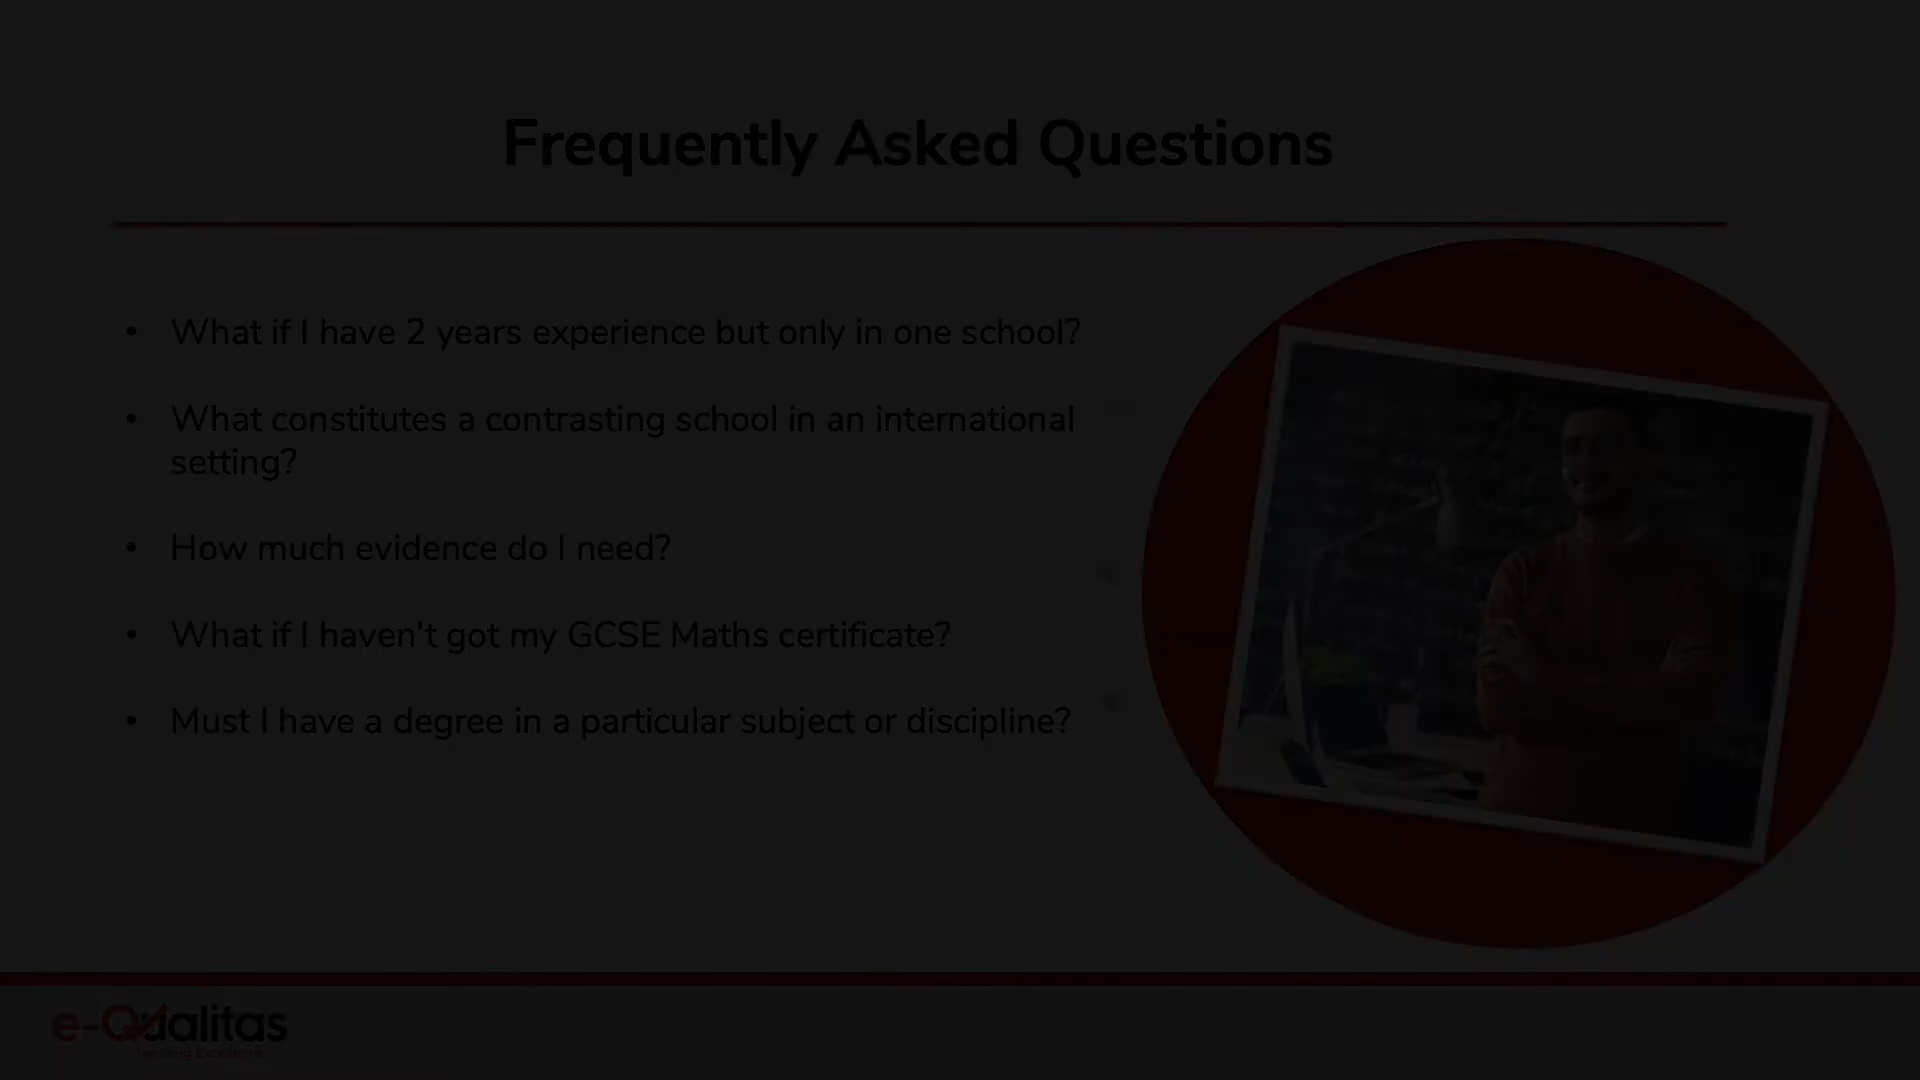 Frequently Asked Questions
• What if I have 2 years experience but only in one school?
• What constitutes a contrasting school in an international
setting?
• How much evidence do I need?
• What if I haven't got my GCSE Maths certificate?
• Must I have a degree in a particular subject or discipline?
e-Qualitas
Teaching Excellence